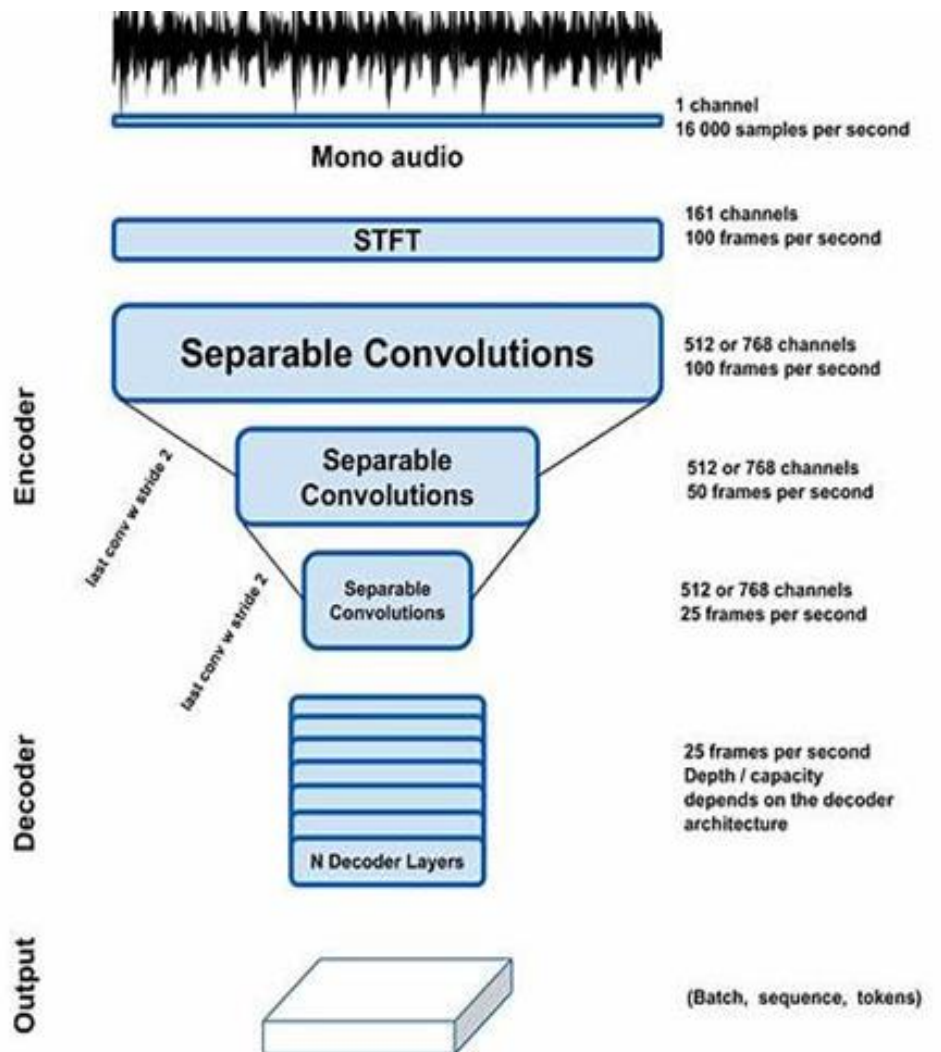 1 channel
16 000 samples per second
Mono audio
161 channels
100 frames per second
STFT
Separable Convolutions
512 or 768 channels
100 frames per second
Encoder
last conv w stride 2
Separable
Convolutions
512 or 768 channels
50 frames per second
last conv w stride 2
Separable
Convolutions
512 or 768 channels
25 frames per second
Decoder
25 frames per second
Depth / capacity
depends on the decoder
architecture
N Decoder Layers
Output
(Batch, sequence, tokens)